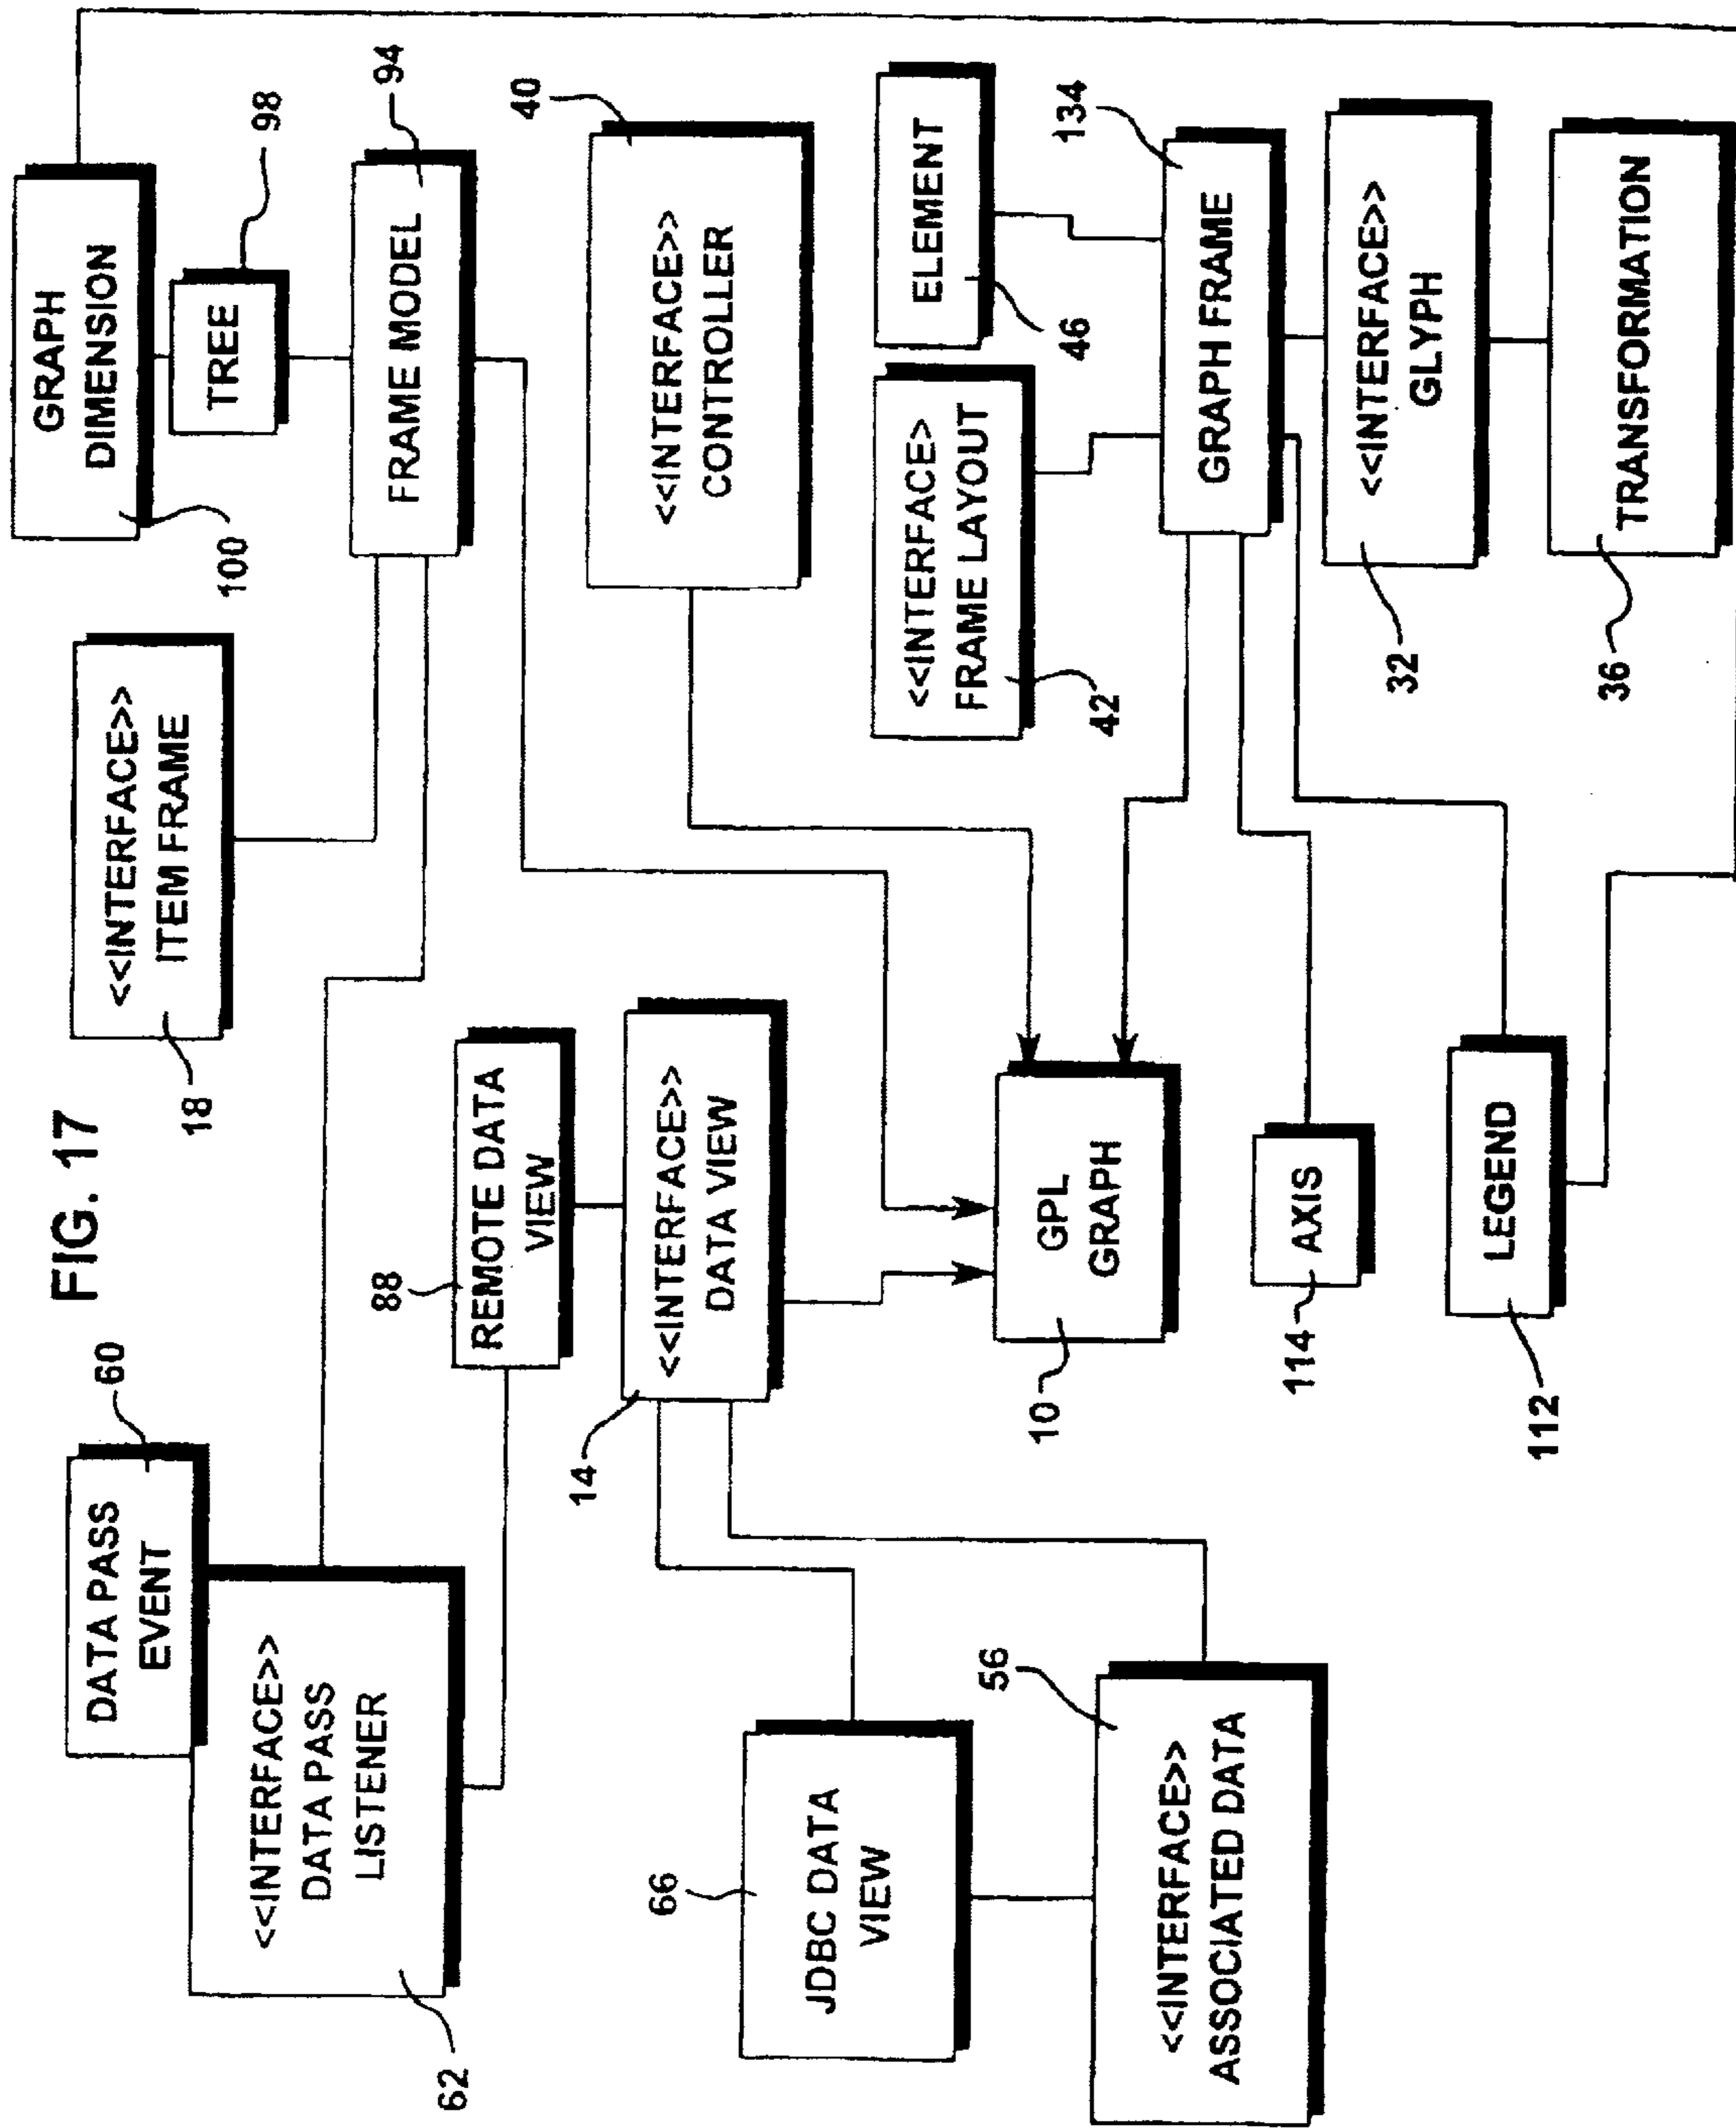 FIG. 17
60
DATA PASS
EVENT
<<INTERFACE>>
DATA PASS
LISTENER
62
18
<<INTERFACE>>
ITEM FRAME
GRAPH
DIMENSION
100
TREE
98
FRAME MODEL
94
88
REMOTE DATA
VIEW
14
<<INTERFACE>>
DATA VIEW
<<INTERFACE>>
CONTROLLER
40
66
JDBC DATA
VIEW
56
<<INTERFACE>>
ASSOCIATED DATA
10
GPL
GRAPH
<<INTERFACE>
FRAME LAYOUT
42
ELEMENT
46
134
GRAPH FRAME
AXIS
114
<<INTERFACE>>
GLYPH
32
LEGEND
112
TRANSFORMATION
36